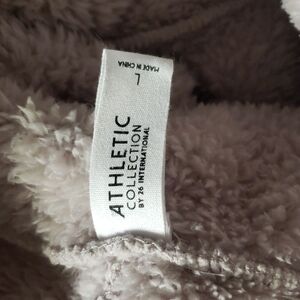 ATHLETIC
COLLECTION
BY 26 INTERNATIONAL
L
MADE IN CHINA